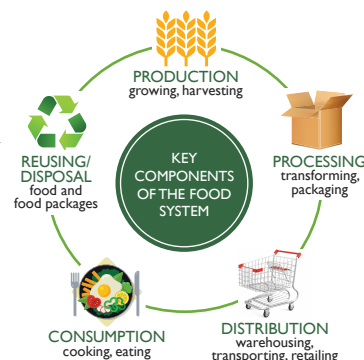 PRODUCTION
growing, harvesting
PROCESSING
transforming,
packaging
DISTRIBUTION
warehousing,
transporting, retailing
CONSUMPTION
cooking, eating
REUSING/
DISPOSAL
food and
food packages
KEY
COMPONENTS
OF THE FOOD
SYSTEM